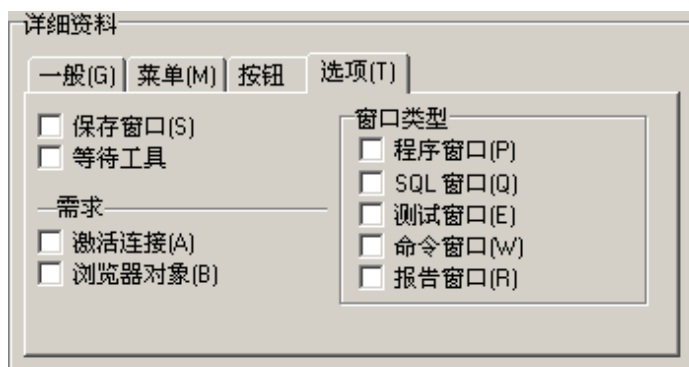 详细资料
一般(G) 菜单(M) 按钮 选项(T)
保存窗口(S)
等待工具
需求
激活连接(A)
浏览器对象(B)
窗口类型
程序窗口(P)
SQL 窗口(Q)
测试窗口(E)
命令窗口(W)
报告窗口(R)